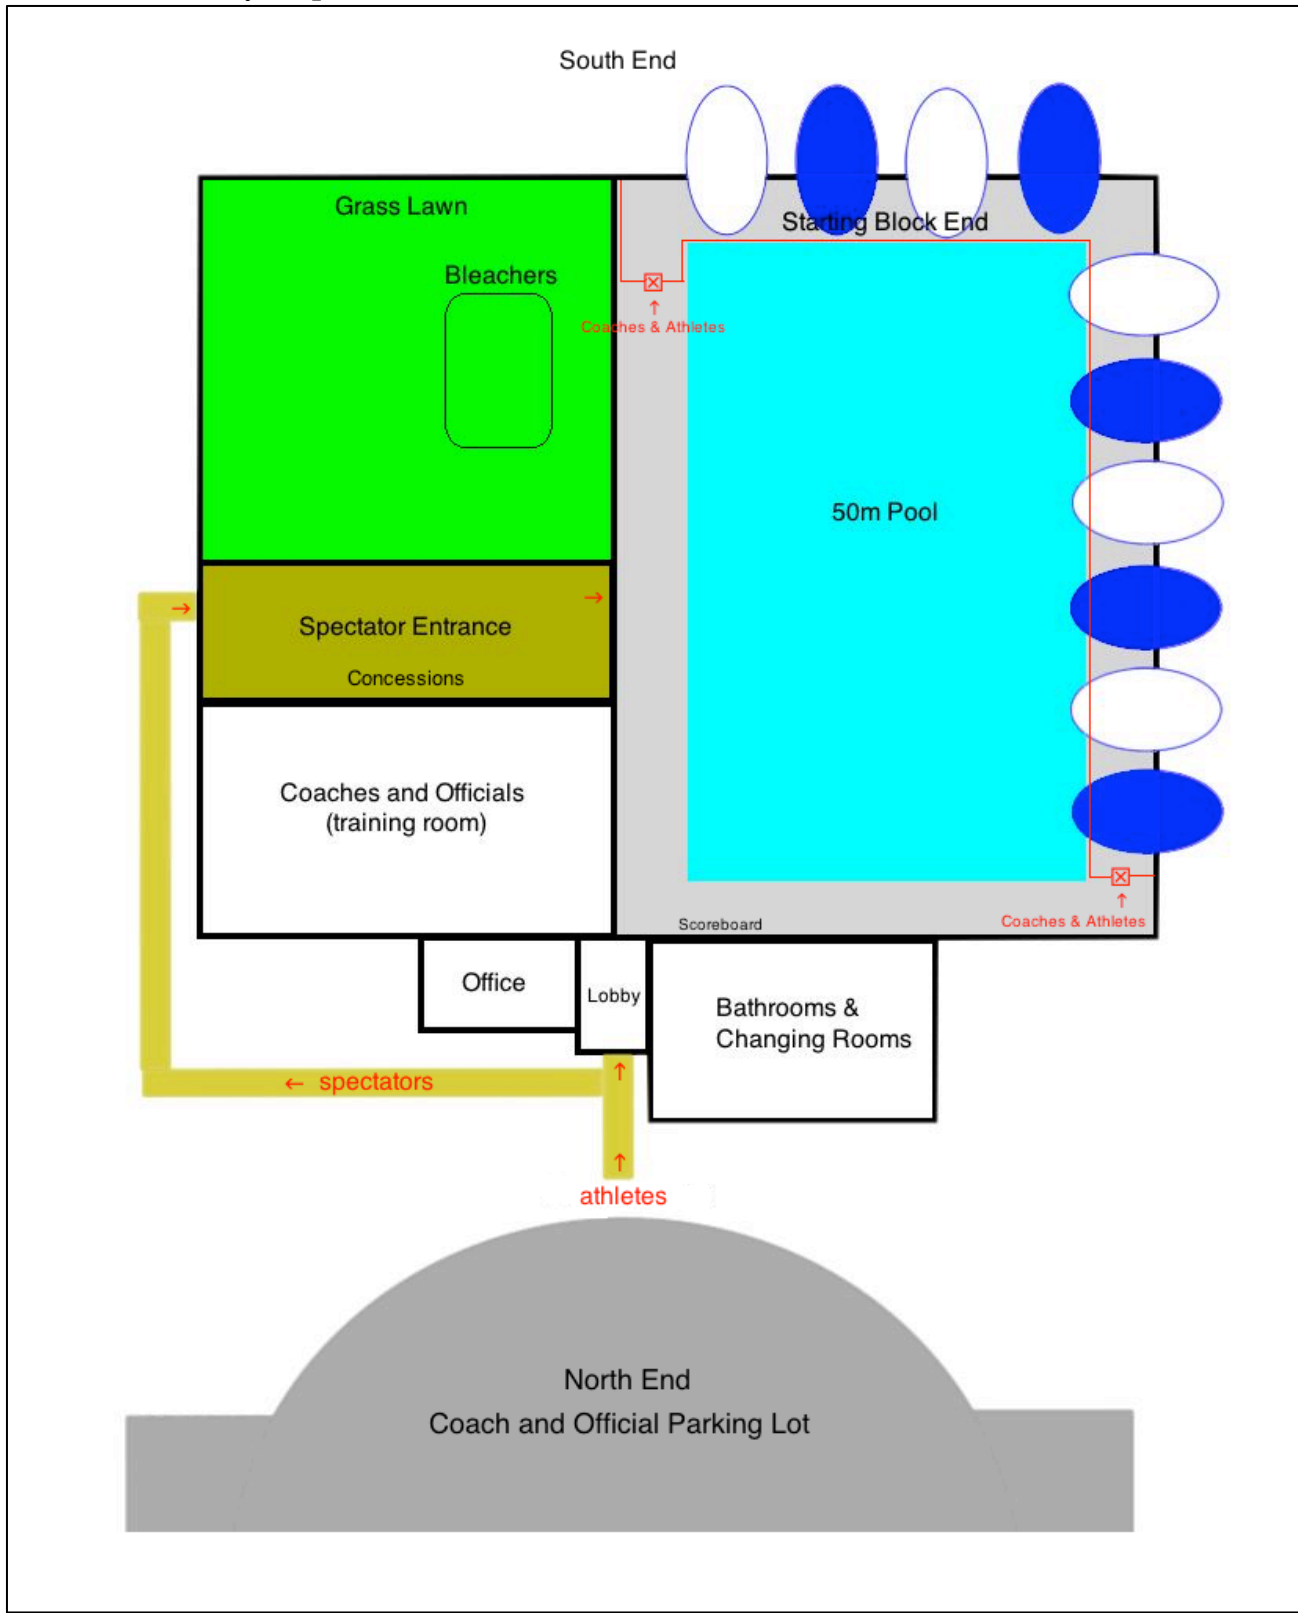 South End
Grass Lawn
Starting Block End
Bleachers
↑
Coaches & Athletes
50m Pool
→
→
Spectator Entrance
Concessions
Coaches and Officials
(training room)
↑
Scoreboard
Coaches & Athletes
Office
Lobby
Bathrooms &
Changing Rooms
← spectators
↑
↑
athletes
North End
Coach and Official Parking Lot